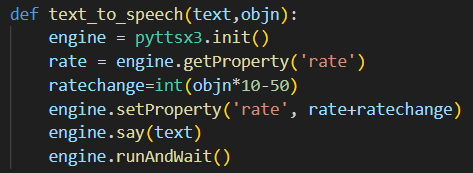 def text_to_speech(text,objn):
    engine = pyttsx3.init()
    rate = engine.getProperty('rate')
    ratechange=int(objn*10-50)
    engine.setProperty('rate', rate+ratechange)
    engine.say(text)
    engine.runAndWait()